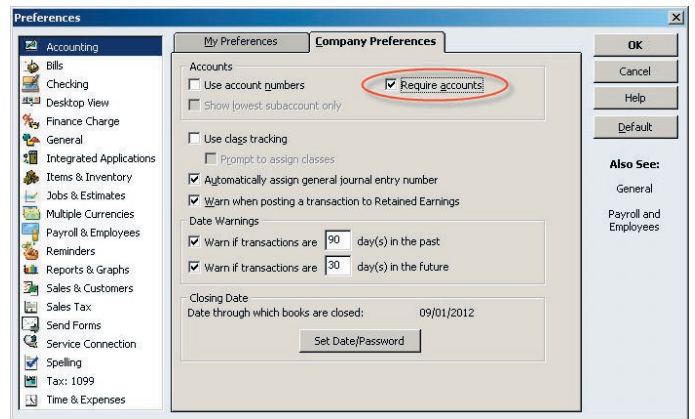 Preferences
Accounting
Bills
Checking
Desktop View
Finance Charge
General
Integrated Applications
Items & Inventory
Jobs & Estimates
Multiple Currencies
Payroll & Employees
Reminders
Reports & Graphs
Sales & Customers
Sales Tax
Send Forms
Service Connection
Spelling
Tax: 1099
Time & Expenses
My Preferences
Company Preferences
Accounts
Use account numbers
Require accounts
Show lowest subaccount only
Use class tracking
Prompt to assign classes
Automatically assign general journal entry number
Warn when posting a transaction to Retained Earnings
Date Warnings
Warn if transactions are 90 day(s) in the past
Warn if transactions are 30 day(s) in the future
Closing Date
Date through which books are closed: 09/01/2012
Set Date/Password
OK
Cancel
Help
Default
Also See:
General
Payroll and
Employees